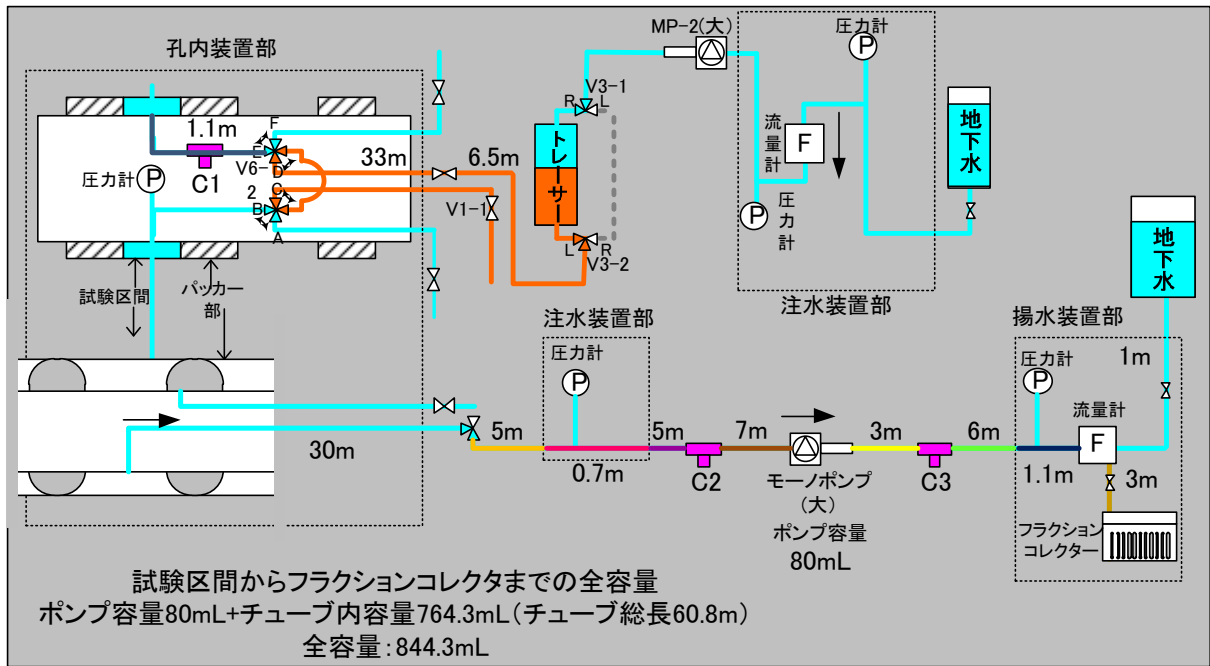 孔内装置部
1.1m
C1
圧力計
P
F
E
V6-
D
2
C
B
A
33m
V1-1
6.5m
試験区間
パッカー
部
MP-2(大)
V3-1
R
L
トレーサー
L
R
V3-2
圧力計
P
流量計
F
P
圧力計
地下水
注水装置部
地下水
30m
5m
注水装置部
圧力計
P
0.7m
5m
C2
7m
モーノポンプ
(大)
ポンプ容量
80mL
3m
C3
6m
揚水装置部
圧力計
P
1m
流量計
F
1.1m
3m
フラクション
コレクター
試験区間からフラクションコレクタまでの全容量
ポンプ容量80mL+チューブ内容量764.3mL(チューブ総長60.8m)
全容量:844.3mL